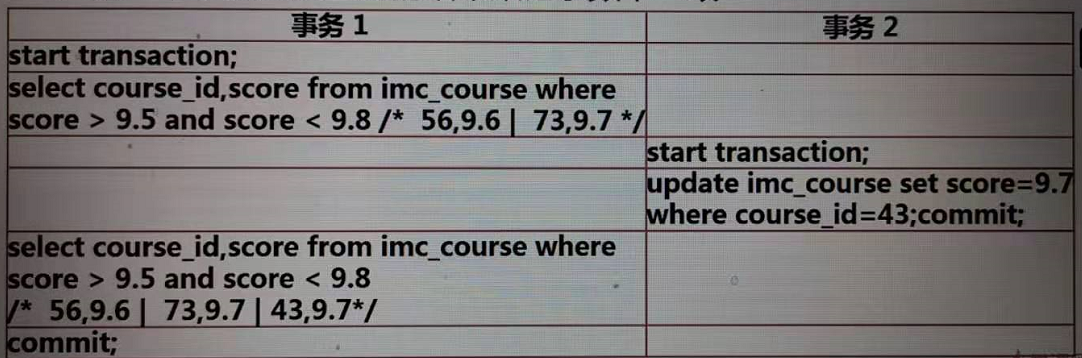 事务 1
事务 2
start transaction;
select course_id,score from imc_course where
score > 9.5 and score < 9.8 /*  56,9.6 |  73,9.7 */
start transaction;
update imc_course set score=9.7
where course_id=43;commit;
select course_id,score from imc_course where
score > 9.5 and score < 9.8
/*  56,9.6 |  73,9.7 | 43,9.7*/
commit;